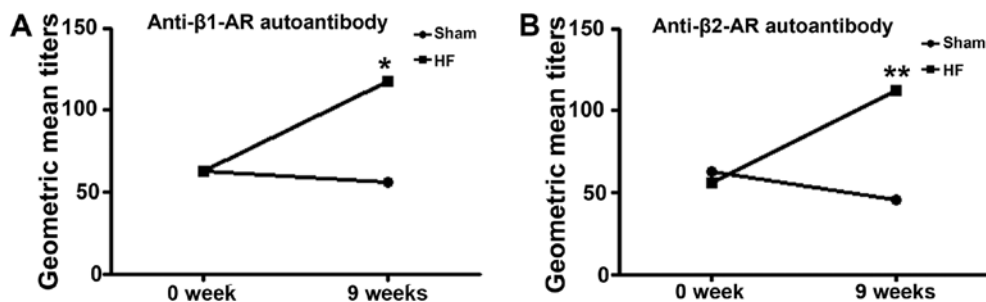 A
Anti-β1-AR autoantibody
Geometric mean titers
150
100
50
0
Sham
HF
*
0 week
9 weeks
B
Anti-β2-AR autoantibody
Geometric mean titers
150
100
50
0
Sham
HF
**
0 week
9 weeks